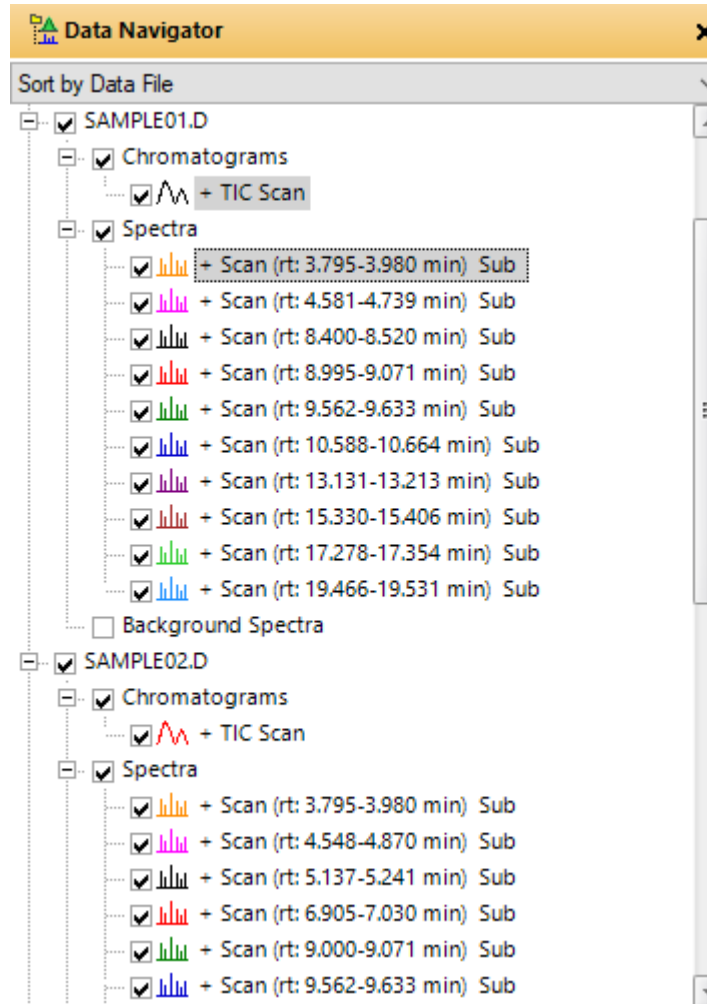 Data Navigator
Sort by Data File
SAMPLE01.D
Chromatograms
+ TIC Scan
Spectra
+ Scan (rt: 3.795-3.980 min) Sub
+ Scan (rt: 4.581-4.739 min) Sub
+ Scan (rt: 8.400-8.520 min) Sub
+ Scan (rt: 8.995-9.071 min) Sub
+ Scan (rt: 9.562-9.633 min) Sub
+ Scan (rt: 10.588-10.664 min) Sub
+ Scan (rt: 13.131-13.213 min) Sub
+ Scan (rt: 15.330-15.406 min) Sub
+ Scan (rt: 17.278-17.354 min) Sub
+ Scan (rt: 19.466-19.531 min) Sub
Background Spectra
SAMPLE02.D
Chromatograms
+ TIC Scan
Spectra
+ Scan (rt: 3.795-3.980 min) Sub
+ Scan (rt: 4.548-4.870 min) Sub
+ Scan (rt: 5.137-5.241 min) Sub
+ Scan (rt: 6.905-7.030 min) Sub
+ Scan (rt: 9.000-9.071 min) Sub
+ Scan (rt: 9.562-9.633 min) Sub